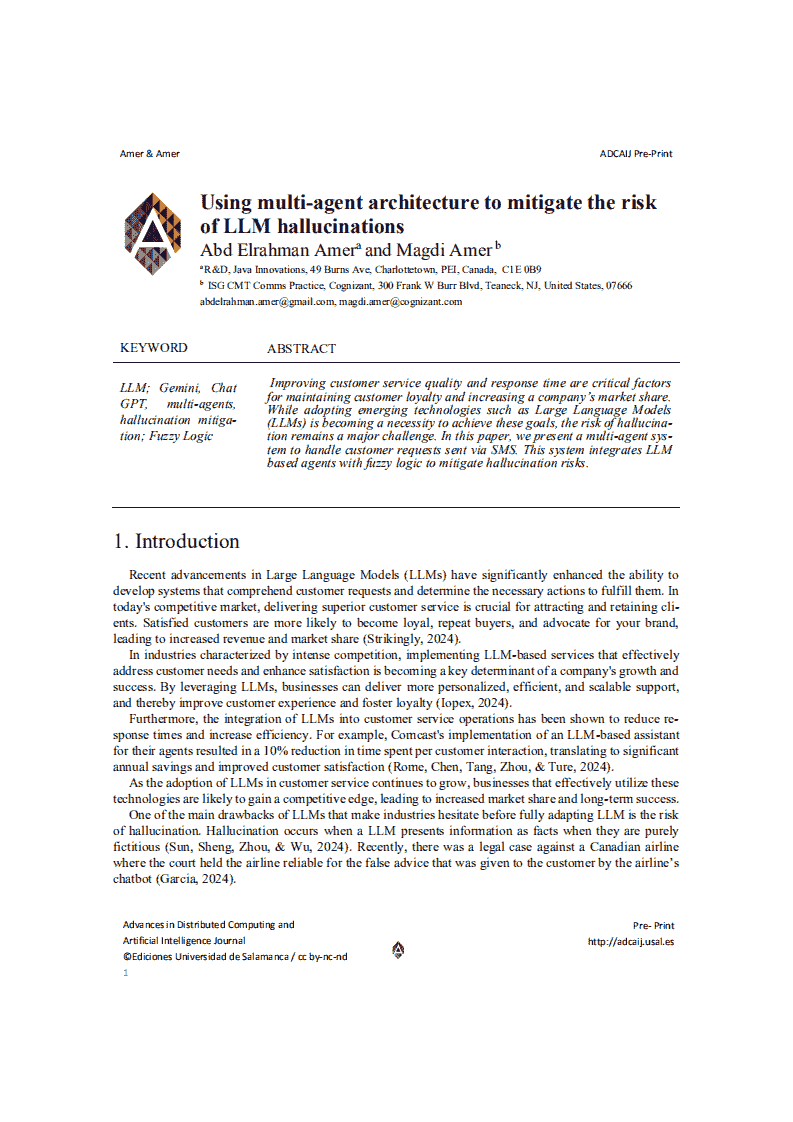 Amer & Amer
ADCAIJ Pre-Print
Using multi-agent architecture to mitigate the risk
of LLM hallucinations
Abd Elrahman Amerª and Magdi Amer ᵇ
ª R&D, Java Innovations, 49 Burns Ave, Charlottetown, PEI, Canada, C1E 0B9
ᵇ ISG CMT Comms Practice, Cognizant, 300 Frank W Burr Blvd, Teaneck, NJ, United States, 07666
abdelrahman.amer@gmail.com, magdi.amer@cognizant.com
KEYWORD
LLM; Gemini, Chat
GPT, multi-agents,
hallucination mitiga-
tion; Fuzzy Logic
ABSTRACT
Improving customer service quality and response time are critical factors
for maintaining customer loyalty and increasing a company's market share.
While adopting emerging technologies such as Large Language Models
(LLMs) is becoming a necessity to achieve these goals, the risk of hallucina-
tion remains a major challenge. In this paper, we present a multi-agent sys-
tem to handle customer requests sent via SMS. This system integrates LLM
based agents with fuzzy logic to mitigate hallucination risks.
1. Introduction
Recent advancements in Large Language Models (LLMs) have significantly enhanced the ability to
develop systems that comprehend customer requests and determine the necessary actions to fulfill them. In
today's competitive market, delivering superior customer service is crucial for attracting and retaining cli-
ents. Satisfied customers are more likely to become loyal, repeat buyers, and advocate for your brand,
leading to increased revenue and market share (Strikingly, 2024).
In industries characterized by intense competition, implementing LLM-based services that effectively
address customer needs and enhance satisfaction is becoming a key determinant of a company's growth and
success. By leveraging LLMs, businesses can deliver more personalized, efficient, and scalable support,
and thereby improve customer experience and foster loyalty (Iopex, 2024).
Furthermore, the integration of LLMs into customer service operations has been shown to reduce re-
sponse times and increase efficiency. For example, Comcast's implementation of an LLM-based assistant
for their agents resulted in a 10% reduction in time spent per customer interaction, translating to significant
annual savings and improved customer satisfaction (Rome, Chen, Tang, Zhou, & Ture, 2024).
As the adoption of LLMs in customer service continues to grow, businesses that effectively utilize these
technologies are likely to gain a competitive edge, leading to increased market share and long-term success.
One of the main drawbacks of LLMs that make industries hesitate before fully adapting LLM is the risk
of hallucination. Hallucination occurs when a LLM presents information as facts when they are purely
fictitious (Sun, Sheng, Zhou, & Wu, 2024). Recently, there was a legal case against a Canadian airline
where the court held the airline reliable for the false advice that was given to the customer by the airline's
chatbot (Garcia, 2024).
Advances in Distributed Computing and
Artificial Intelligence Journal
©Ediciones Universidad de Salamanca / cc by-nc-nd
1
Pre- Print
http://adcaij.usal.es